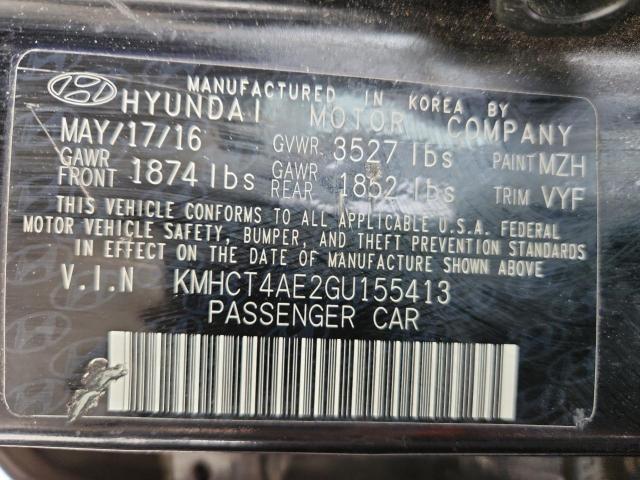 MANUFACTURED IN KOREA BY
HYUNDAI MOTOR COMPANY
MAY/17/16 GVWR 3527 lbs PAINT MZH
GAWR FRONT 1874 lbs GAWR REAR 1852 lbs TRIM VYF
THIS VEHICLE CONFORMS TO ALL APPLICABLE U.S.A. FEDERAL
MOTOR VEHICLE SAFETY, BUMPER, AND THEFT PREVENTION STANDARDS
IN EFFECT ON THE DATE OF MANUFACTURE SHOWN ABOVE
V.I.N KMHCT4AE2GU155413
PASSENGER CAR